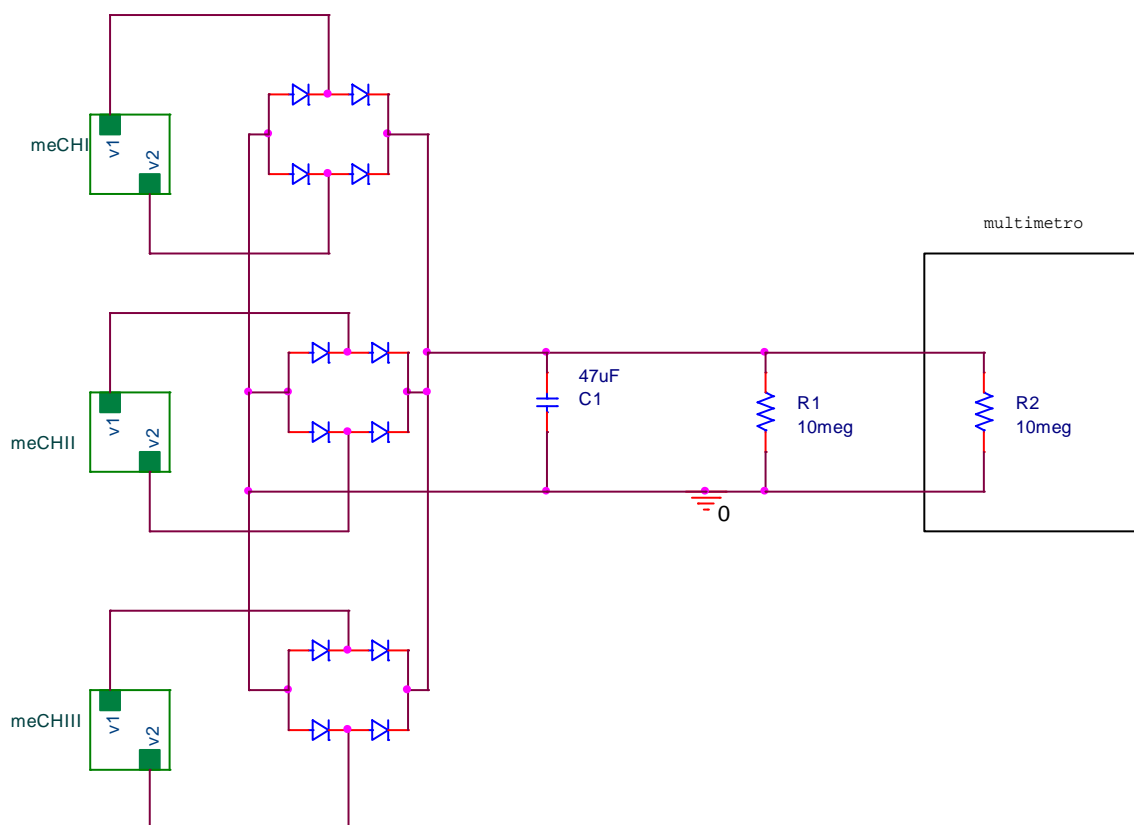 meCHI
v1
v2
multimetro
meCHII
v1
v2
47uF
C1
R1
10meg
R2
10meg
0
meCHIII
v1
v2